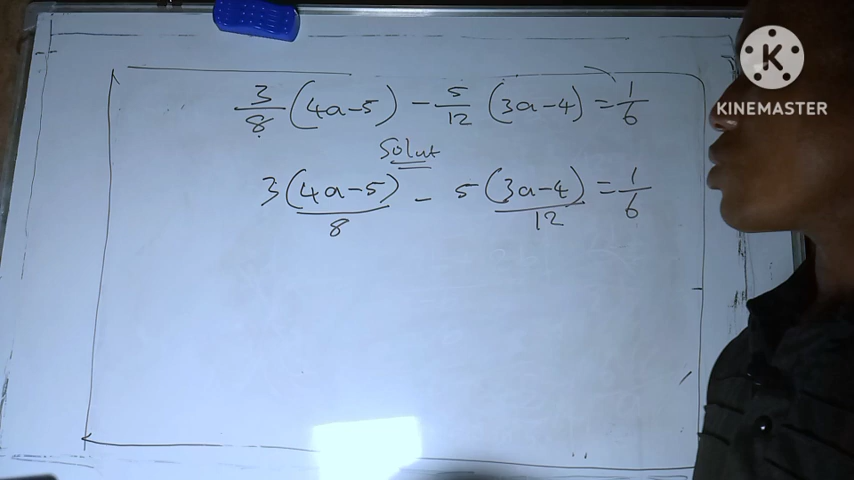 3/8 (4a-5) - 5/12 (3a-4) = 1/6
Solut
3(4a-5)/8 - 5(3a-4)/12 = 1/6
KINEMASTER